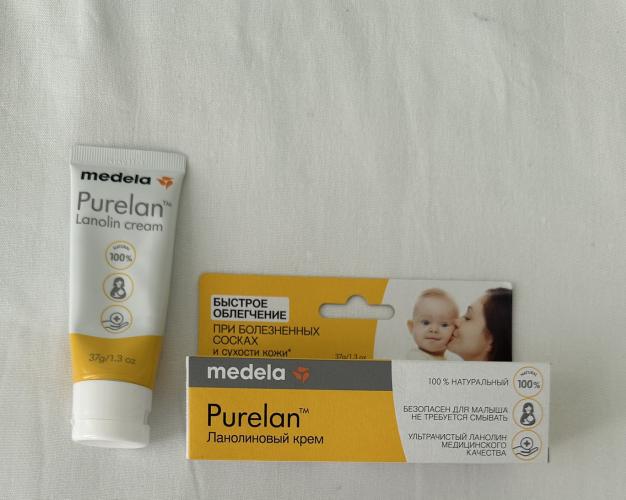 medela
Purelan™
Lanolin cream
NATURAL
100%
37g/1.3 oz
БЫСТРОЕ
ОБЛЕГЧЕНИЕ
ПРИ БОЛЕЗНЕННЫХ
СОСКАХ
и сухости кожи*
37g/1.3 oz
medela
Purelan™
Ланолиновый крем
100 % НАТУРАЛЬНЫЙ
NATURAL
100%
БЕЗОПАСЕН ДЛЯ МАЛЫША
НЕ ТРЕБУЕТСЯ СМЫВАТЬ
УЛЬТРАЧИСТЫЙ ЛАНОЛИН
МЕДИЦИНСКОГО
КАЧЕСТВА